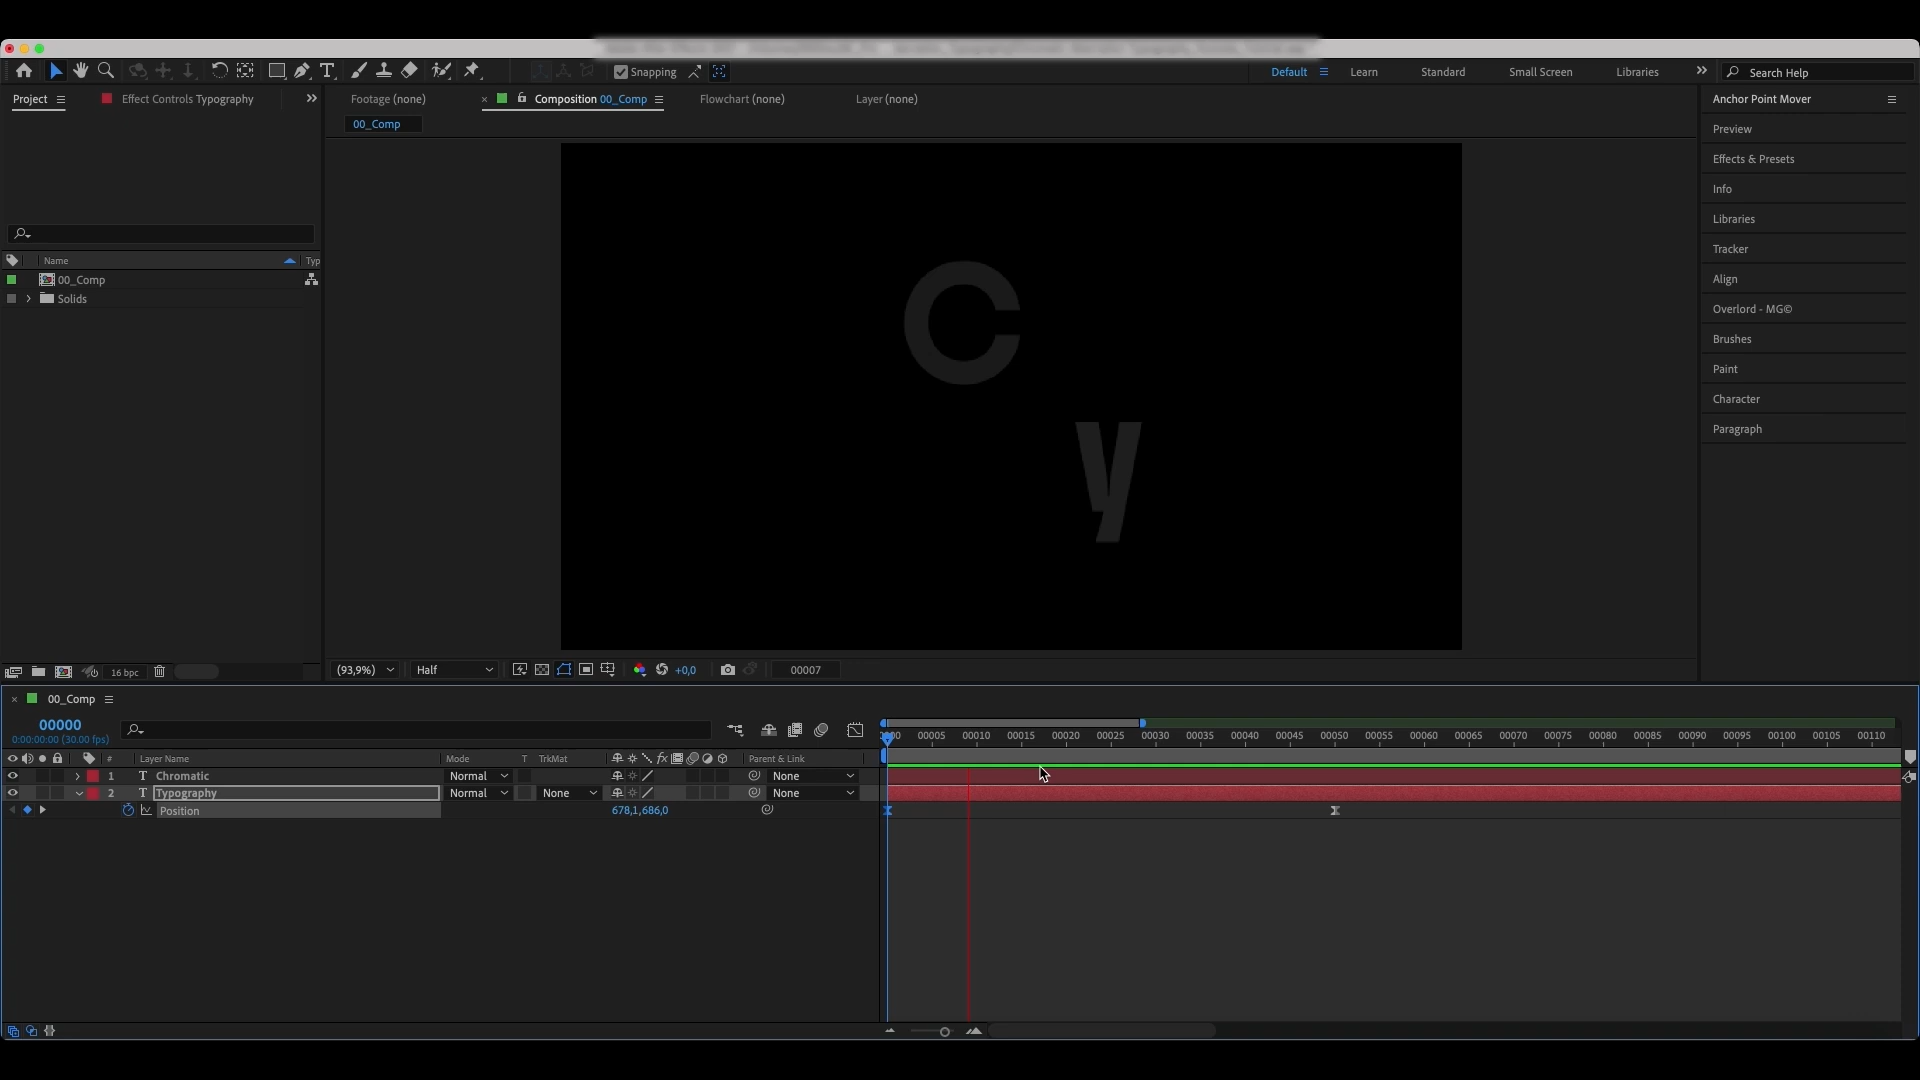 Snapping
Default
Learn
Standard
Small Screen
Libraries
Search Help
Project
Effect Controls Typography
Footage (none)
Composition 00_Comp
Flowchart (none)
Layer (none)
00_Comp
C
y
Name
Typ
00_Comp
Solids
16 bpc
(93,9%)
Half
+0,0
00007
Anchor Point Mover
Preview
Effects & Presets
Info
Libraries
Tracker
Align
Overlord - MG©
Brushes
Paint
Character
Paragraph
00_Comp
00000
0:00:00:00 (30.00 fps)
00005 00010 00015 00020 00025 00030 00035 00040 00045 00050 00055 00060 00065 00070 00075 00080 00085 00090 00095 00100 00105 00110
# Layer Name Mode T TrkMat Parent & Link
1 T Chromatic Normal None
2 T Typography Normal None None
Position 678,1,686,0